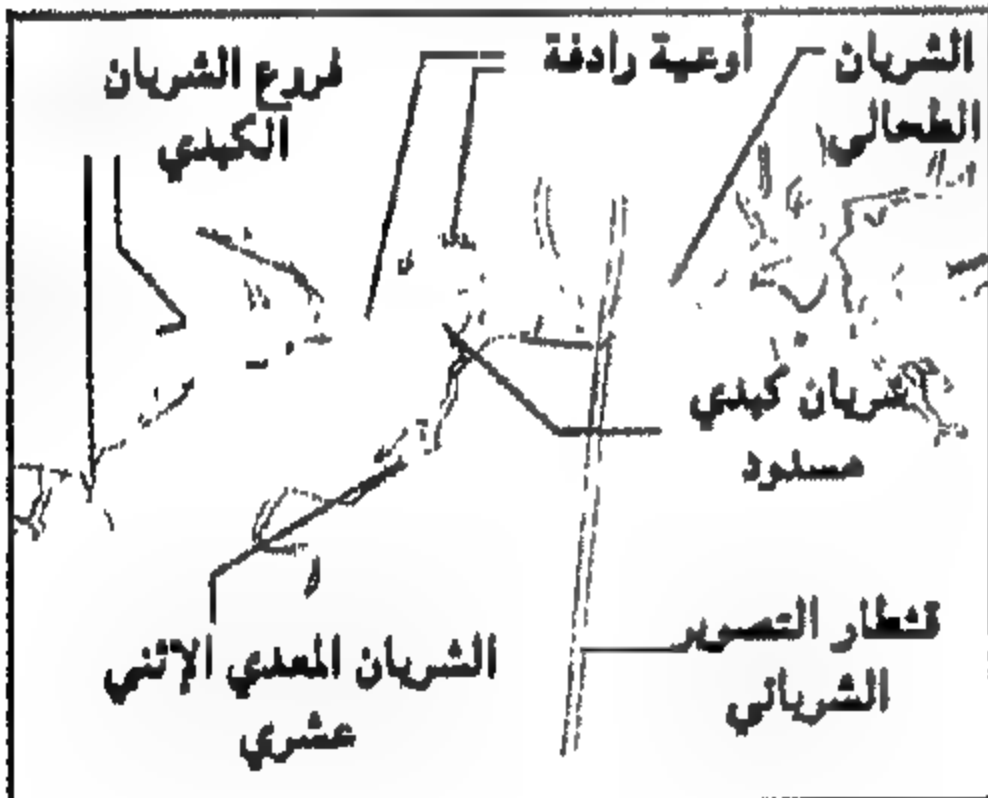 الشريان
الطحالي
أوعية رادفة
فروع الشريان
الكبدي
شريان كبدي
مسدود
قثطار التصوير
الشرياني
الشريان المعدي الإثني
عشري